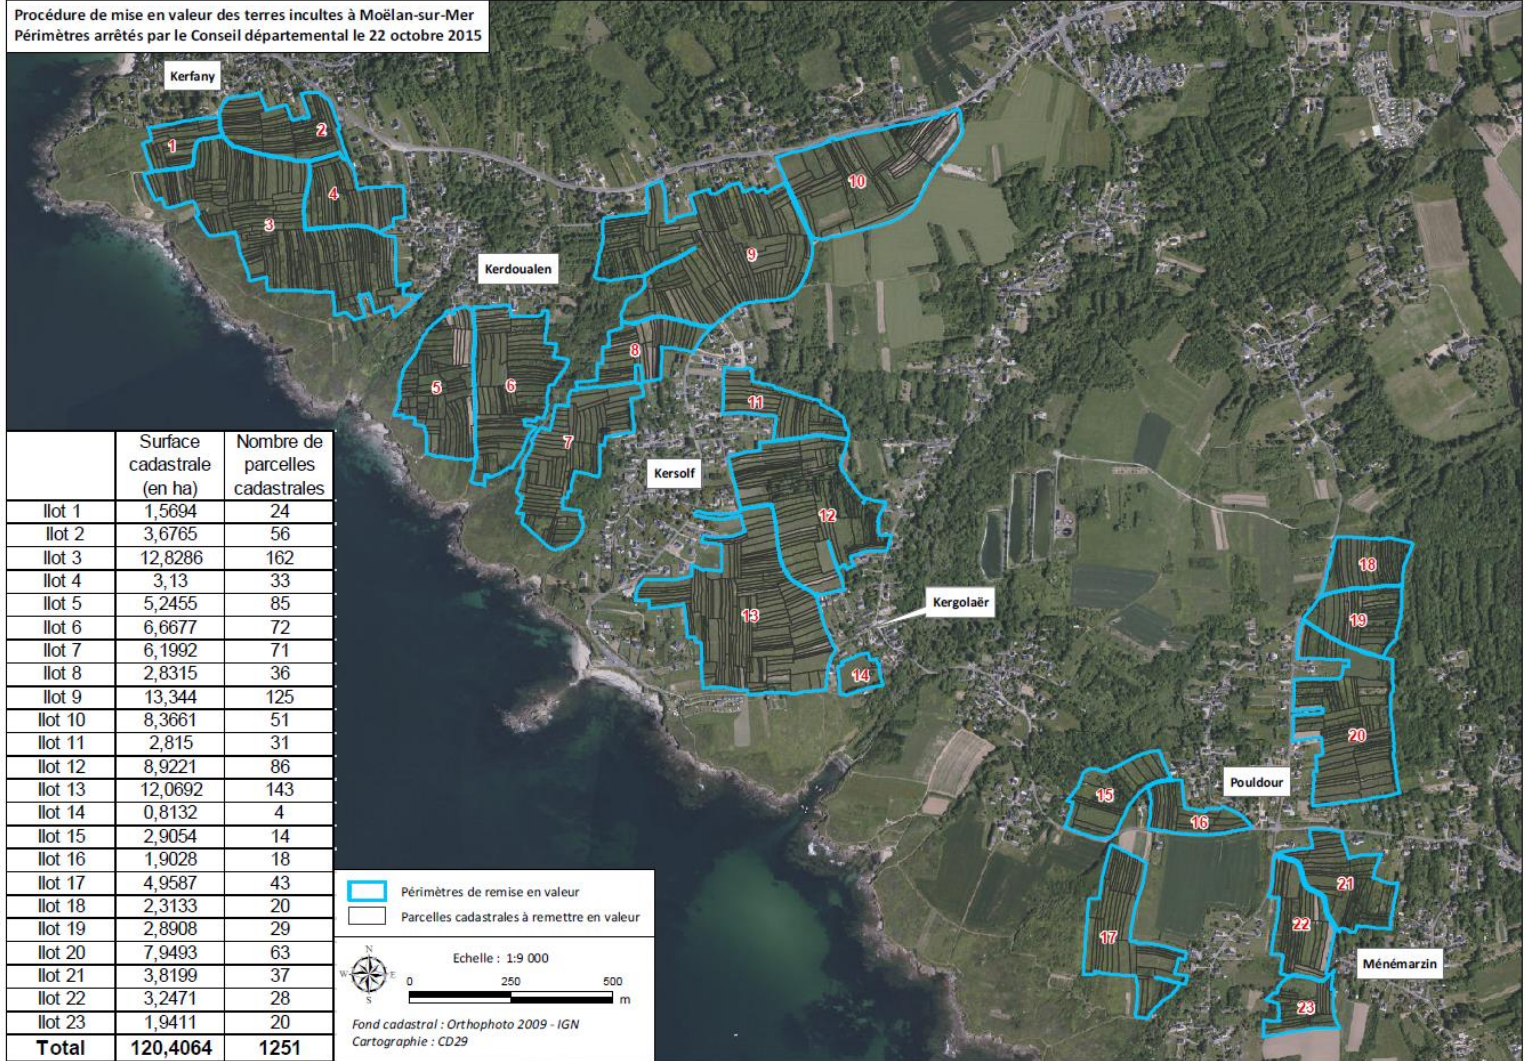 Procédure de mise en valeur des terres incultes à Moëlan-sur-Mer
Périmètres arrêtés par le Conseil départemental le 22 octobre 2015
Kerfany
1
2
3
4
10
9
Kerdoualen
5
6
7
8
11
Kersolf
12
13
Kergolaër
14
18
19
20
15
16
Pouldour
17
21
22
Ménémarzin
23
Surface cadastrale (en ha) Nombre de parcelles cadastrales
Ilot 1 1,5694 24
Ilot 2 3,6765 56
Ilot 3 12,8286 162
Ilot 4 3,13 33
Ilot 5 5,2455 85
Ilot 6 6,6677 72
Ilot 7 6,1992 71
Ilot 8 2,8315 36
Ilot 9 13,344 125
Ilot 10 8,3661 51
Ilot 11 2,815 31
Ilot 12 8,9221 86
Ilot 13 12,0692 143
Ilot 14 0,8132 4
Ilot 15 2,9054 14
Ilot 16 1,9028 18
Ilot 17 4,9587 43
Ilot 18 2,3133 20
Ilot 19 2,8908 29
Ilot 20 7,9493 63
Ilot 21 3,8199 37
Ilot 22 3,2471 28
Ilot 23 1,9411 20
Total 120,4064 1251
Périmètres de remise en valeur
Parcelles cadastrales à remettre en valeur
N
W E
S
Echelle : 1:9 000
0 250 500
m
Fond cadastral : Orthophoto 2009 - IGN
Cartographie : CD29